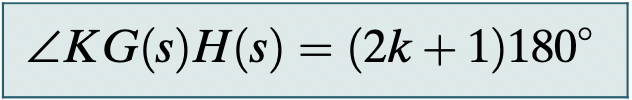 ∠KG(s)H(s) = (2k + 1)180°